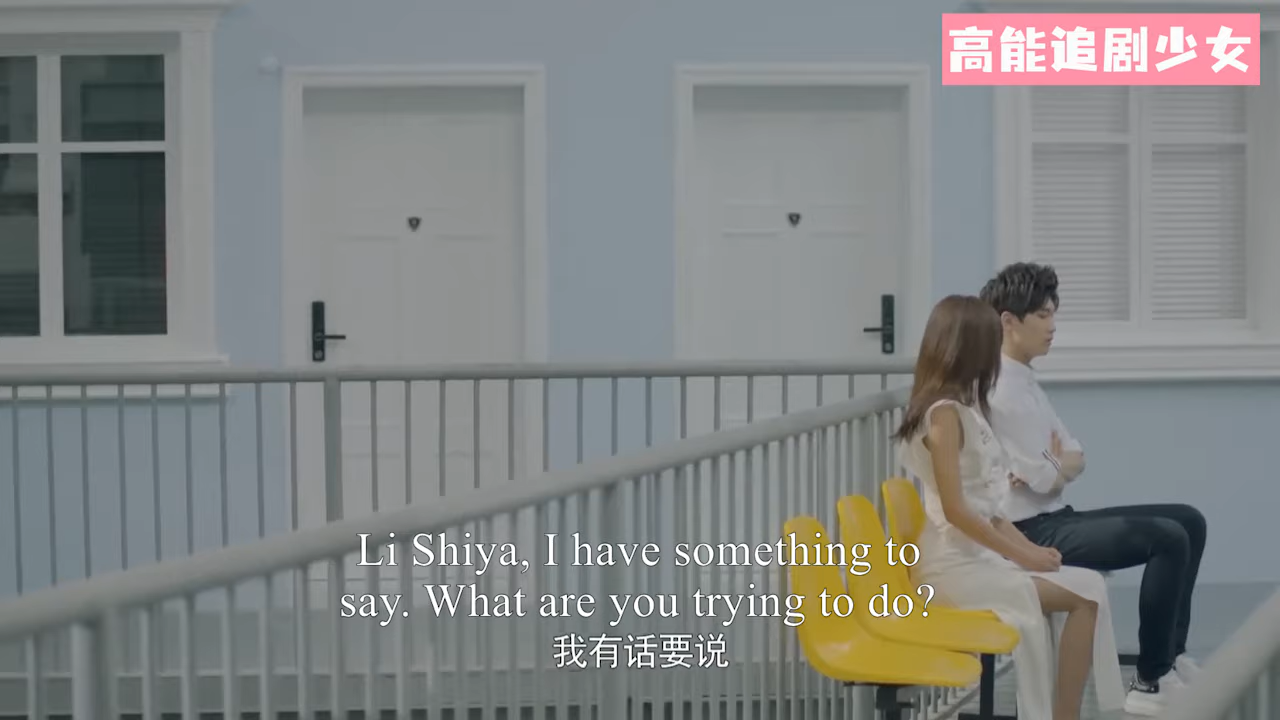 高能追剧少女
Li Shiya, I have something to
say. What are you trying to do?
我有话要说